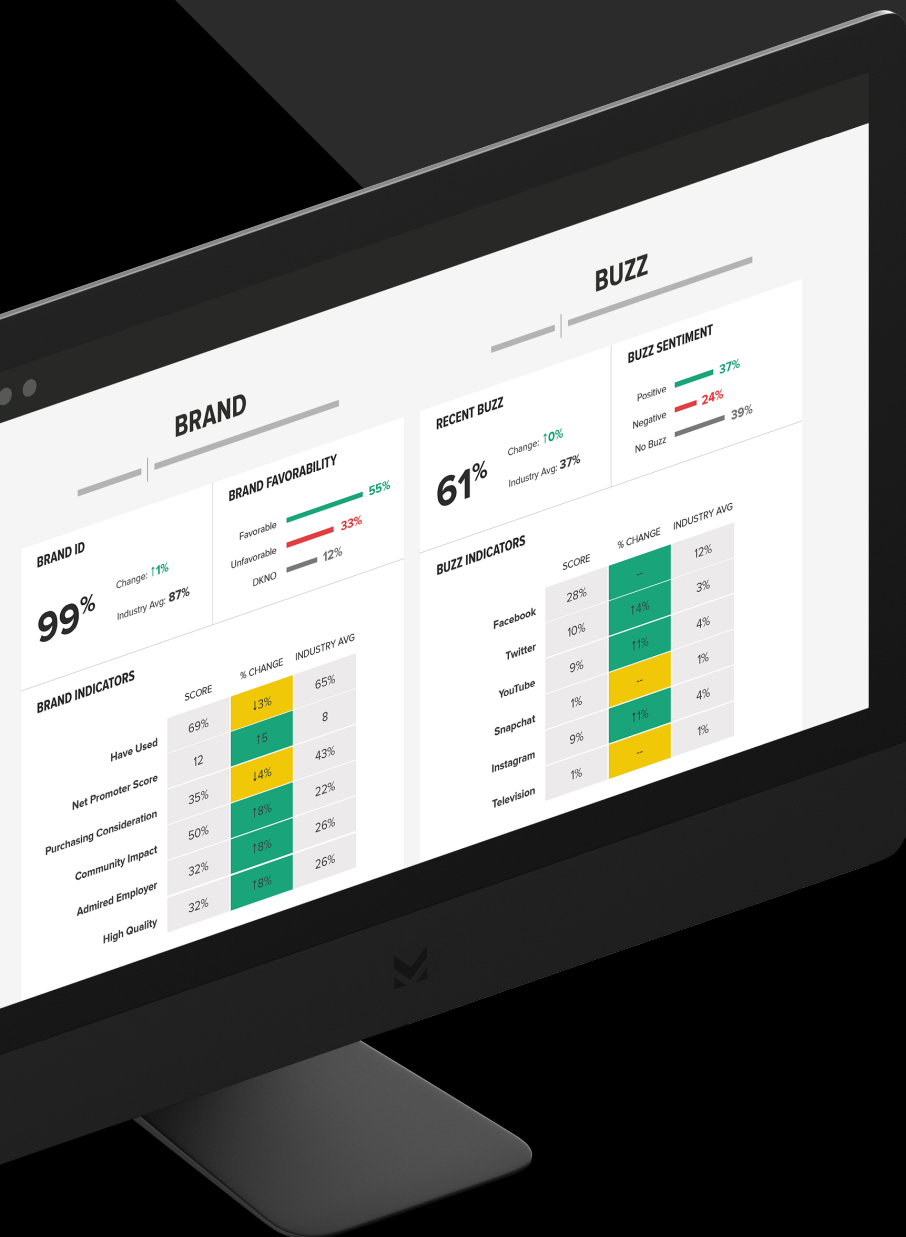 BRAND
BRAND ID
99%
Change: ↑1%
Industry Avg: 87%
BRAND FAVORABILITY
Favorable 55%
Unfavorable 33%
DKNO 12%
BRAND INDICATORS
SCORE % CHANGE INDUSTRY AVG
Have Used 69% ↓3% 65%
Net Promoter Score 12 ↑5 8
Purchasing Consideration 35% ↓4% 43%
Community Impact 50% ↑8% 22%
Admired Employer 32% ↑8% 26%
High Quality 32% ↑8% 26%
BUZZ
RECENT BUZZ
61%
Change: ↑0%
Industry Avg: 37%
BUZZ SENTIMENT
Positive 37%
Negative 24%
No Buzz 39%
BUZZ INDICATORS
SCORE % CHANGE INDUSTRY AVG
Facebook 28% -- 12%
Twitter 10% ↑4% 3%
YouTube 9% ↑1% 4%
Snapchat 1% -- 1%
Instagram 9% ↑1% 4%
Television 1% -- 1%